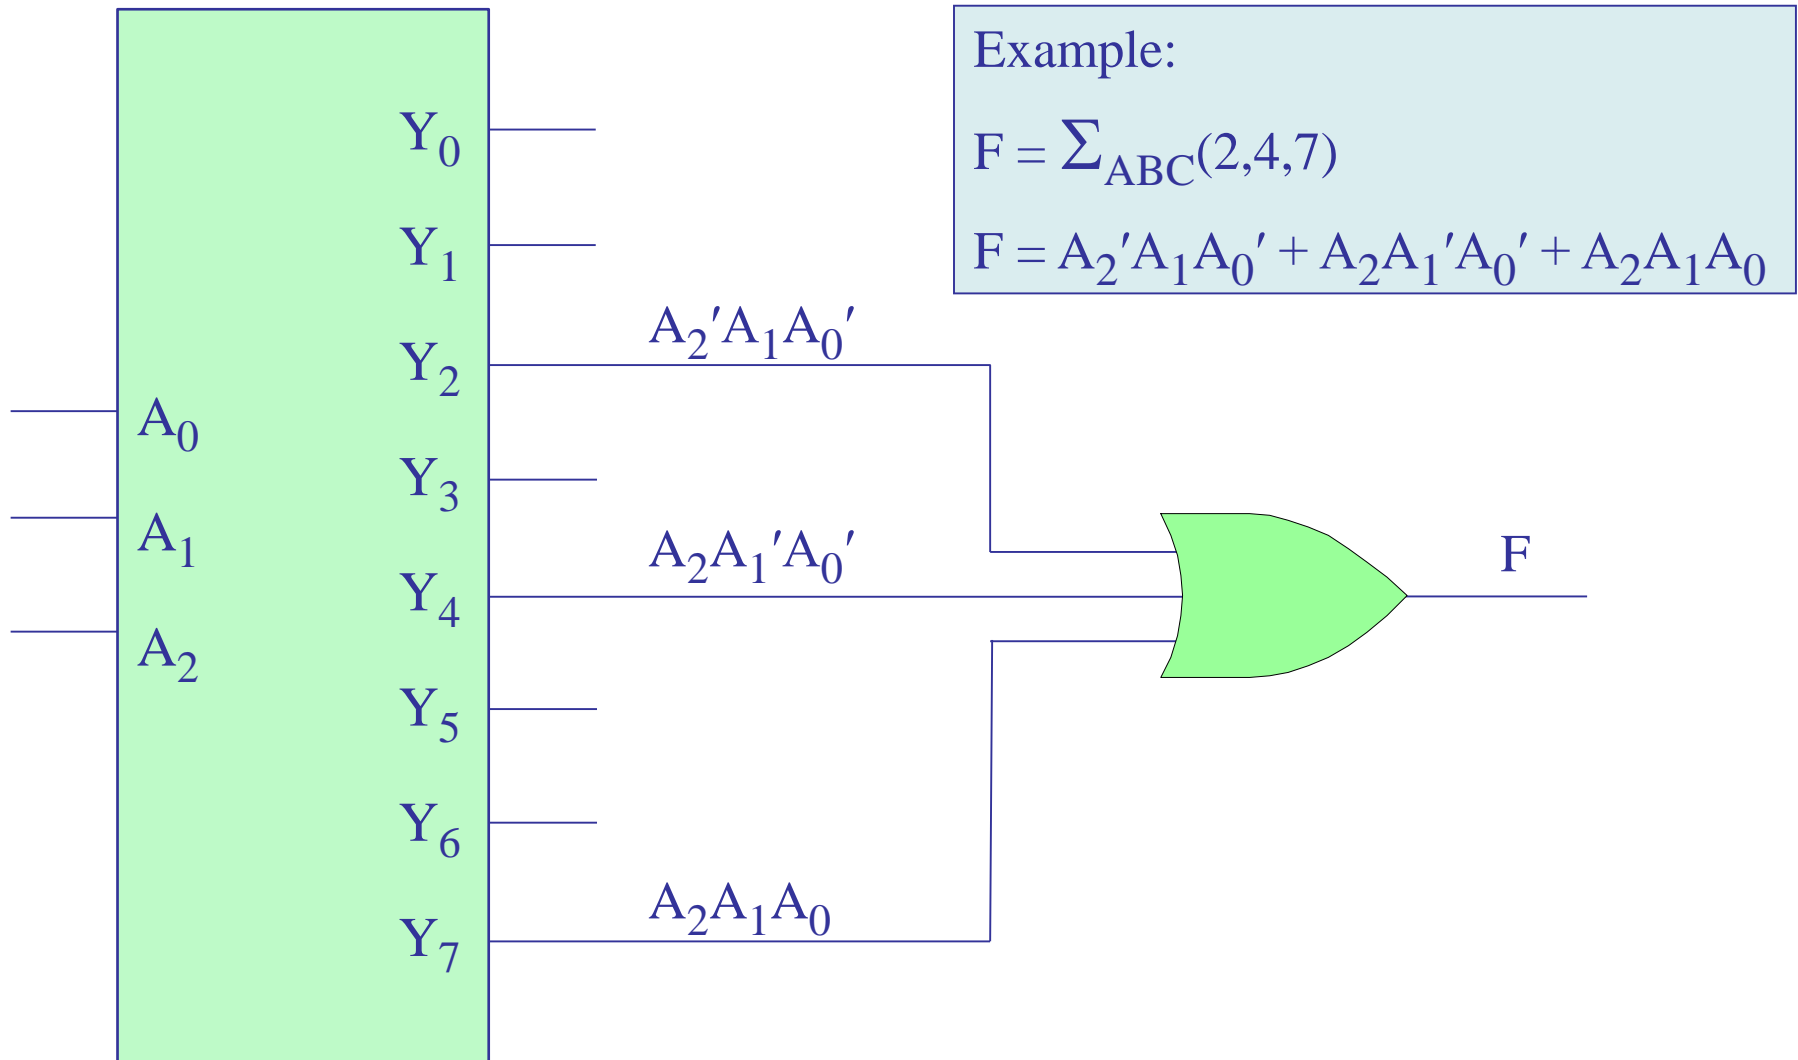 Example:
F = Σ_ABC(2,4,7)
F = A₂′A₁A₀′ + A₂A₁′A₀′ + A₂A₁A₀
Y₀
Y₁
A₂′A₁A₀′
Y₂
A₀
Y₃
A₁
A₂A₁′A₀′
F
Y₄
A₂
Y₅
Y₆
A₂A₁A₀
Y₇